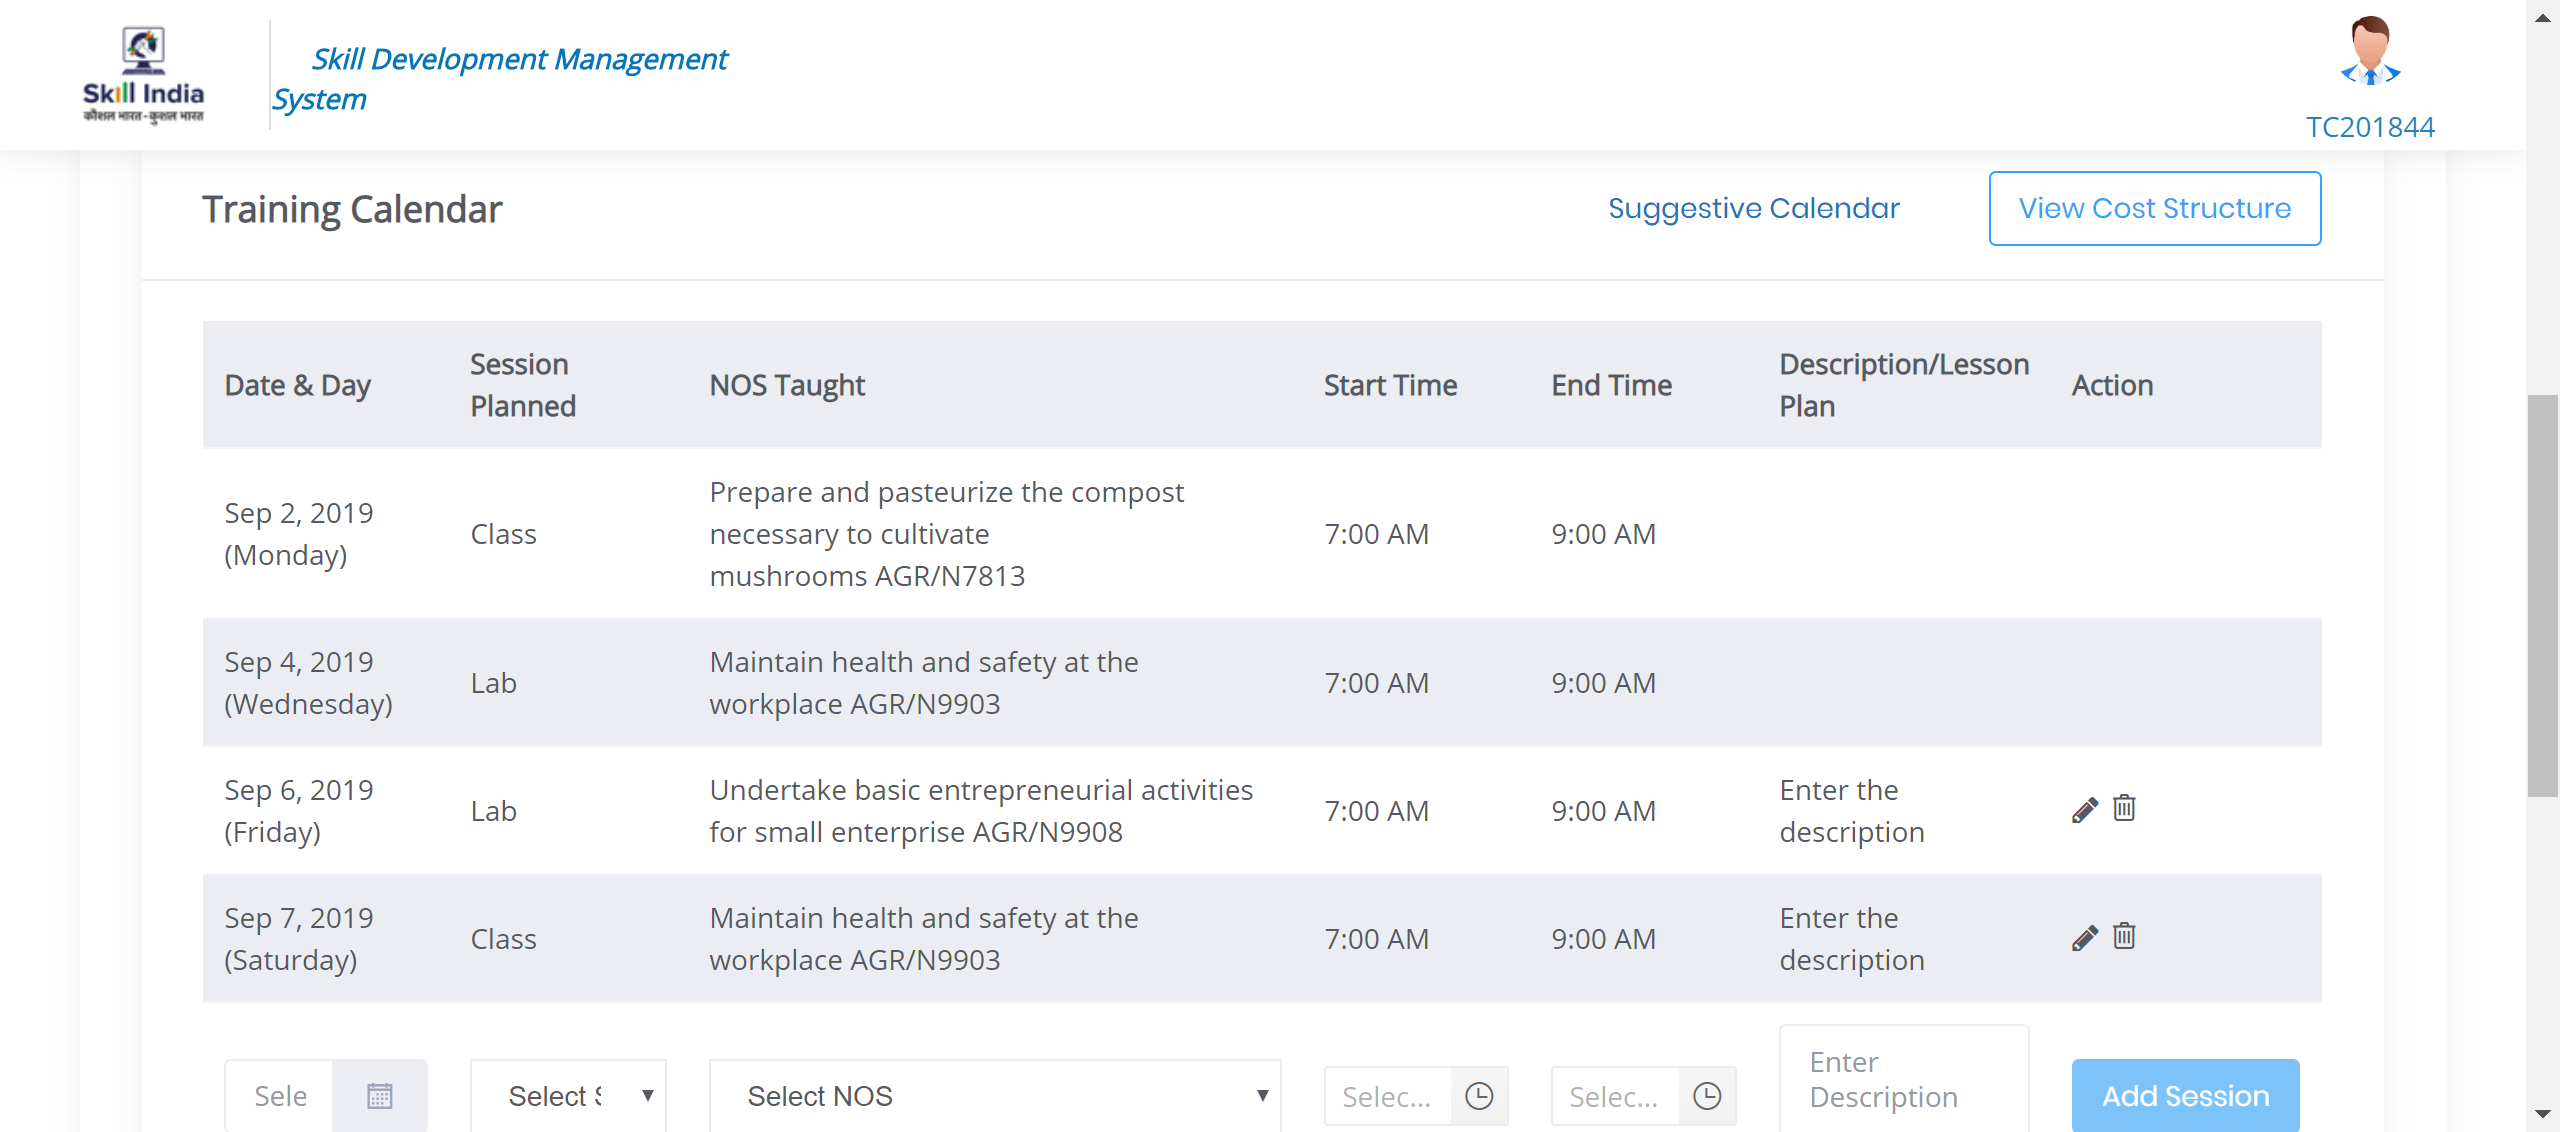 Skill India
कौशल भारत - कुशल भारत
Skill Development Management
System
TC201844
Training Calendar
Suggestive Calendar
View Cost Structure
Date & Day
Session
Planned
NOS Taught
Start Time
End Time
Description/Lesson
Plan
Action
Sep 2, 2019
(Monday)
Class
Prepare and pasteurize the compost
necessary to cultivate
mushrooms AGR/N7813
7:00 AM
9:00 AM
Sep 4, 2019
(Wednesday)
Lab
Maintain health and safety at the
workplace AGR/N9903
7:00 AM
9:00 AM
Sep 6, 2019
(Friday)
Lab
Undertake basic entrepreneurial activities
for small enterprise AGR/N9908
7:00 AM
9:00 AM
Enter the
description
Sep 7, 2019
(Saturday)
Class
Maintain health and safety at the
workplace AGR/N9903
7:00 AM
9:00 AM
Enter the
description
Sele
Select S
Select NOS
Selec...
Selec...
Enter
Description
Add Session